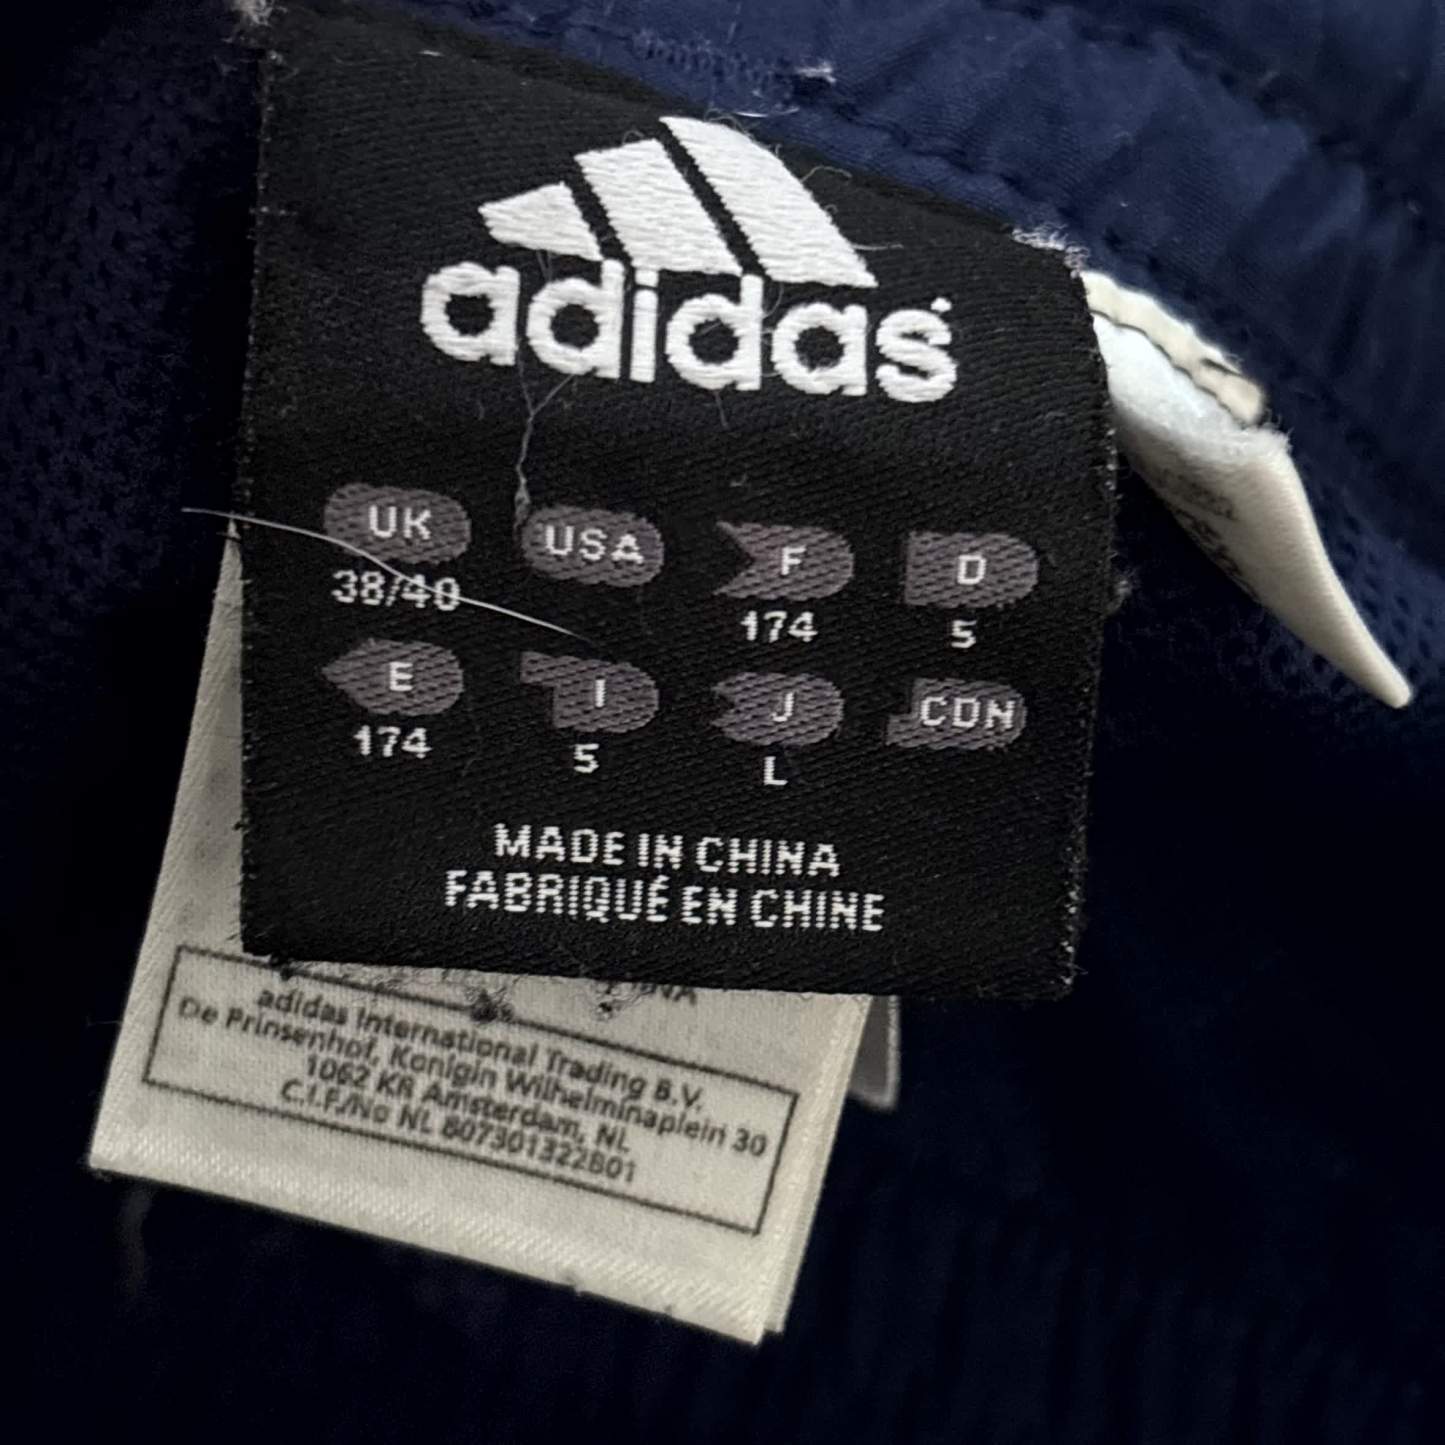 adidas
UK USA F D
38/40 174 5
E I J CDN
174 5 L
MADE IN CHINA
FABRIQUÉ EN CHINE
adidas International Trading B.V.
De Prinsenhof, Konigin Wilhelminaplein 30
1062 KR Amsterdam, NL
C.I.F./No NL 807301322B01